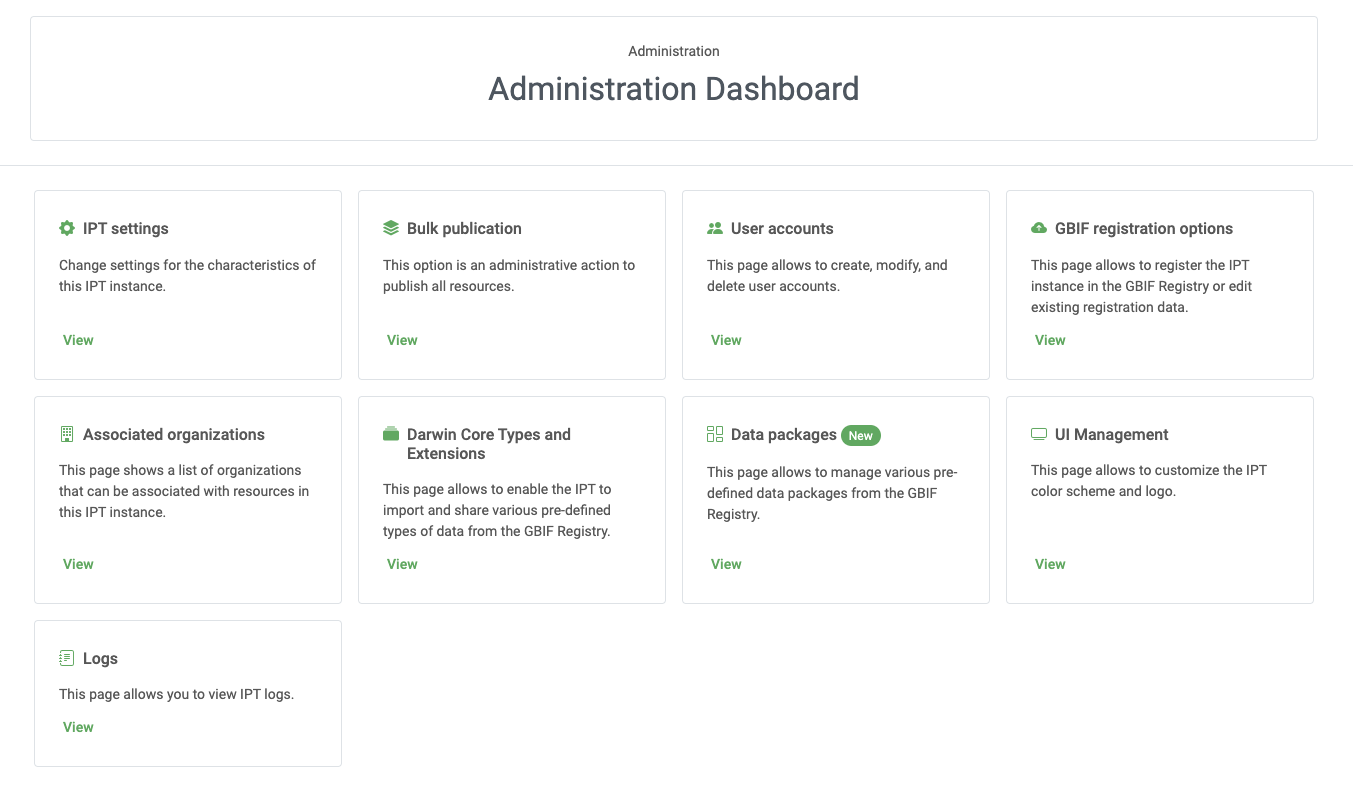 Administration
Administration Dashboard
IPT settings
Change settings for the characteristics of
this IPT instance.
View
Bulk publication
This option is an administrative action to
publish all resources.
View
User accounts
This page allows to create, modify, and
delete user accounts.
View
GBIF registration options
This page allows to register the IPT
instance in the GBIF Registry or edit
existing registration data.
View
Associated organizations
This page shows a list of organizations
that can be associated with resources in
this IPT instance.
View
Darwin Core Types and
Extensions
This page allows to enable the IPT to
import and share various pre-defined
types of data from the GBIF Registry.
View
Data packages New
This page allows to manage various pre-
defined data packages from the GBIF
Registry.
View
UI Management
This page allows to customize the IPT
color scheme and logo.
View
Logs
This page allows you to view IPT logs.
View